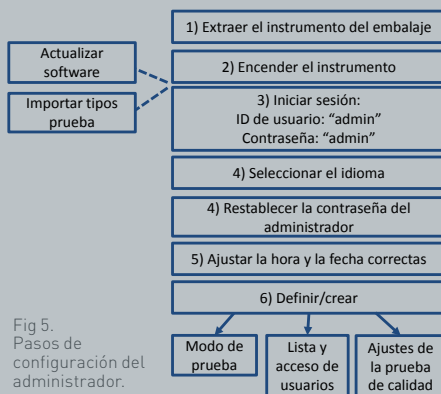 1) Extraer el instrumento del embalaje
Actualizar
software
2) Encender el instrumento
Importar tipos
prueba
3) Iniciar sesión:
ID de usuario: “admin”
Contraseña: “admin”
4) Seleccionar el idioma
4) Restablecer la contraseña del
administrador
5) Ajustar la hora y la fecha correctas
6) Definir/crear
Modo de
prueba
Lista y
acceso de
usuarios
Ajustes de
la prueba
de calidad
Fig 5.
Pasos de
configuración del
administrador.